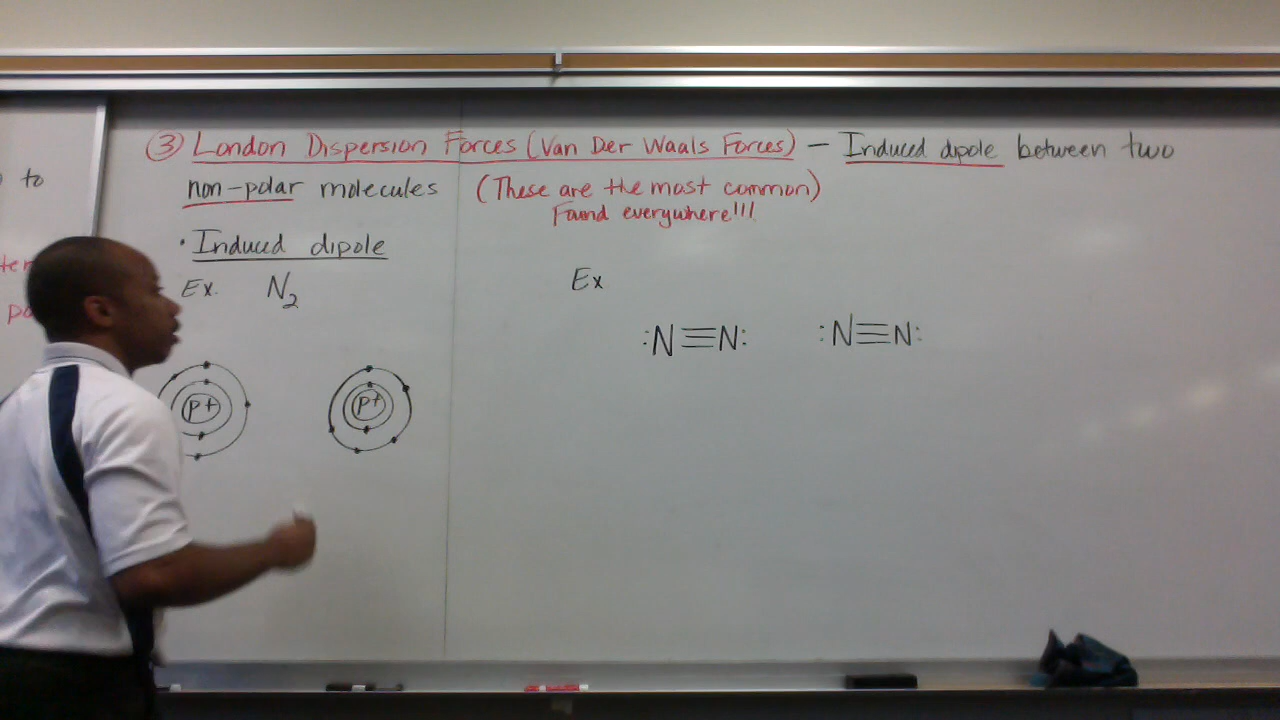 ③ London Dispersion Forces (Van Der Waals Forces) – Induced dipole between two
non-polar molecules (These are the most common)
Found everywhere!!!
to
• Induced dipole
Ex. N₂
Ex
:N≡N: :N≡N:
p+ p+